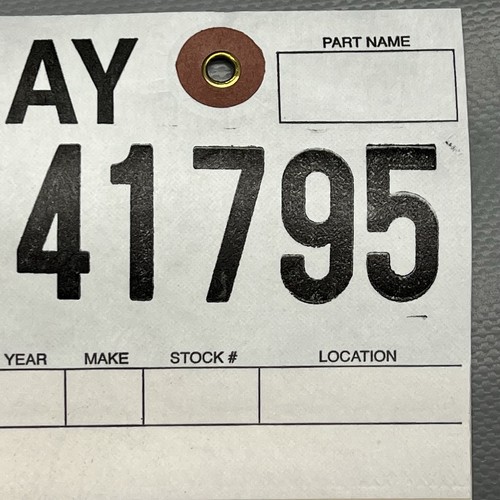 AY
PART NAME
41795
YEAR MAKE STOCK # LOCATION